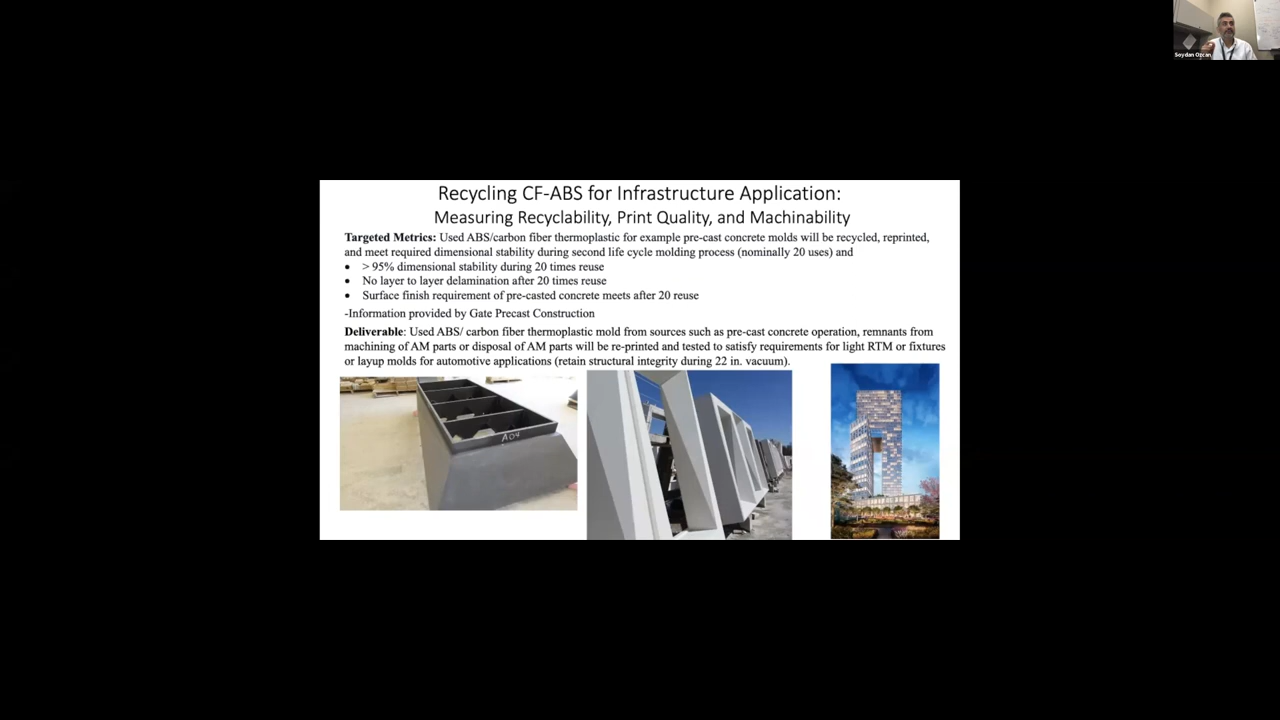 Soydan Ozcan
Recycling CF-ABS for Infrastructure Application:
Measuring Recyclability, Print Quality, and Machinability
Targeted Metrics: Used ABS/carbon fiber thermoplastic for example pre-cast concrete molds will be recycled, reprinted,
and meet required dimensional stability during second life cycle molding process (nominally 20 uses) and
• > 95% dimensional stability during 20 times reuse
• No layer to layer delamination after 20 times reuse
• Surface finish requirement of pre-casted concrete meets after 20 reuse
-Information provided by Gate Precast Construction
Deliverable: Used ABS/ carbon fiber thermoplastic mold from sources such as pre-cast concrete operation, remnants from
machining of AM parts or disposal of AM parts will be re-printed and tested to satisfy requirements for light RTM or fixtures
or layup molds for automotive applications (retain structural integrity during 22 in. vacuum).
A04